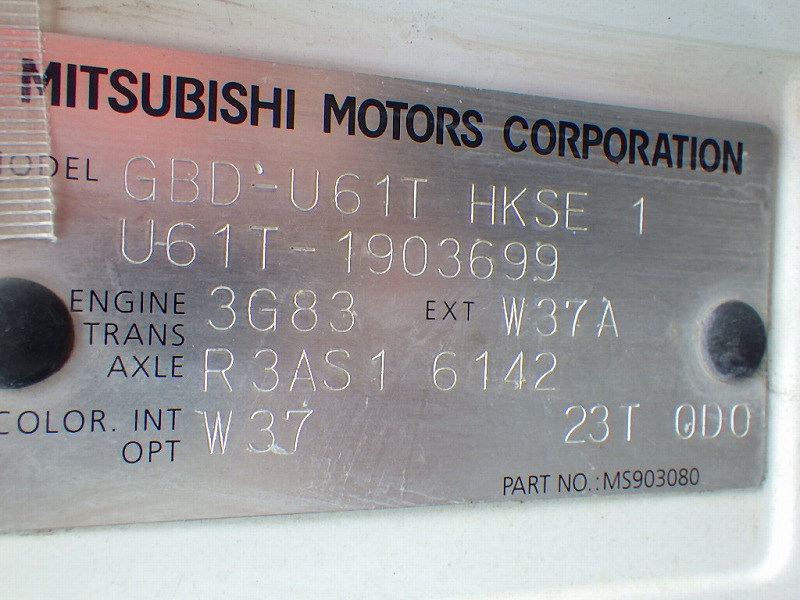 MITSUBISHI MOTORS CORPORATION
MODEL GBD-U61T HKSE 1
U61T-1903699
ENGINE 3G83 EXT W37A
TRANS
AXLE R3AS1 6142
COLOR. INT W37 23T 0D0
OPT
PART NO.:MS903080